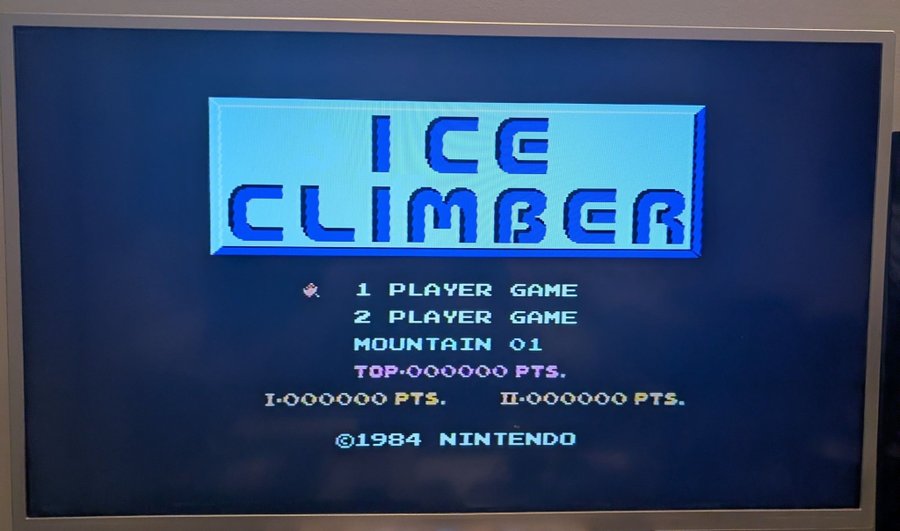 ICE
CLIMBER
1 PLAYER GAME
2 PLAYER GAME
MOUNTAIN 01
TOP·000000 PTS.
I·000000 PTS. II·000000 PTS.
©1984 NINTENDO